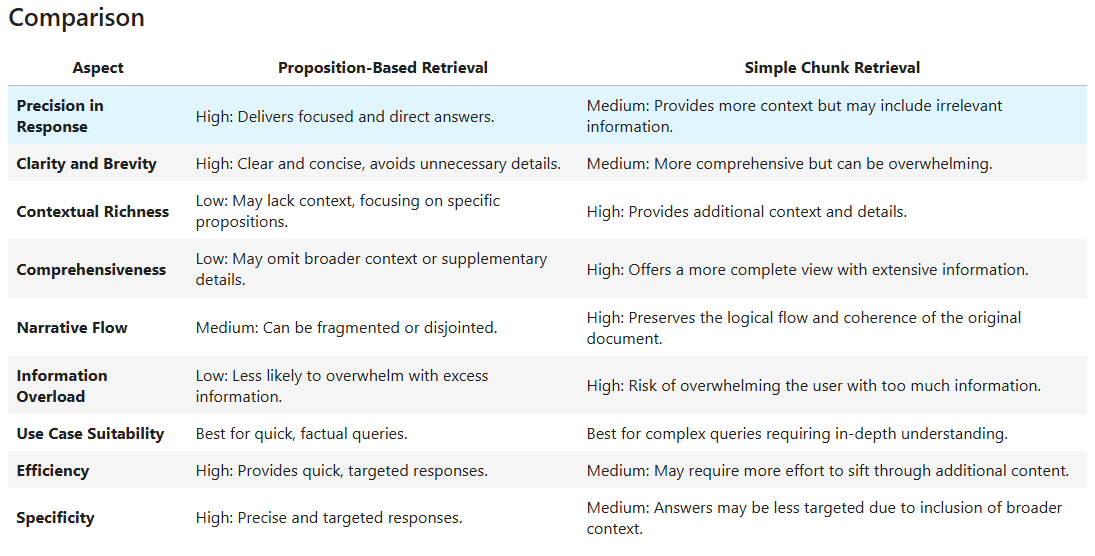 Comparison
Aspect Proposition-Based Retrieval Simple Chunk Retrieval
Precision in Response High: Delivers focused and direct answers. Medium: Provides more context but may include irrelevant information.
Clarity and Brevity High: Clear and concise, avoids unnecessary details. Medium: More comprehensive but can be overwhelming.
Contextual Richness Low: May lack context, focusing on specific propositions. High: Provides additional context and details.
Comprehensiveness Low: May omit broader context or supplementary details. High: Offers a more complete view with extensive information.
Narrative Flow Medium: Can be fragmented or disjointed. High: Preserves the logical flow and coherence of the original document.
Information Overload Low: Less likely to overwhelm with excess information. High: Risk of overwhelming the user with too much information.
Use Case Suitability Best for quick, factual queries. Best for complex queries requiring in-depth understanding.
Efficiency High: Provides quick, targeted responses. Medium: May require more effort to sift through additional content.
Specificity High: Precise and targeted responses. Medium: Answers may be less targeted due to inclusion of broader context.